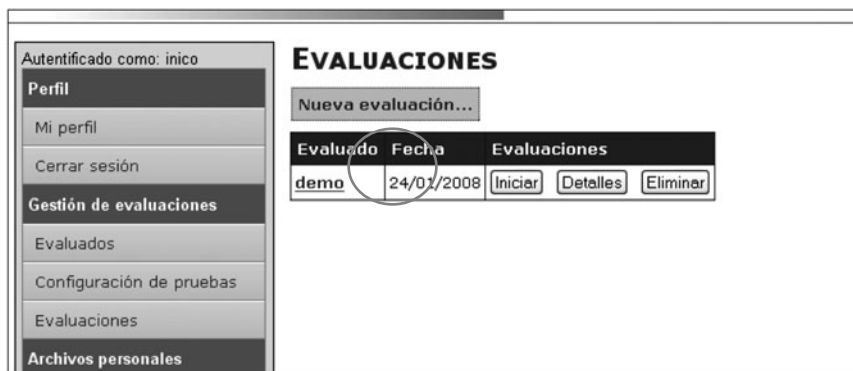 Autentificado como: inico
Perfil
Mi perfil
Cerrar sesión
Gestión de evaluaciones
Evaluados
Configuración de pruebas
Evaluaciones
Archivos personales
EVALUACIONES
Nueva evaluación...
Evaluado Fecha Evaluaciones
demo 24/01/2008 Iniciar Detalles Eliminar